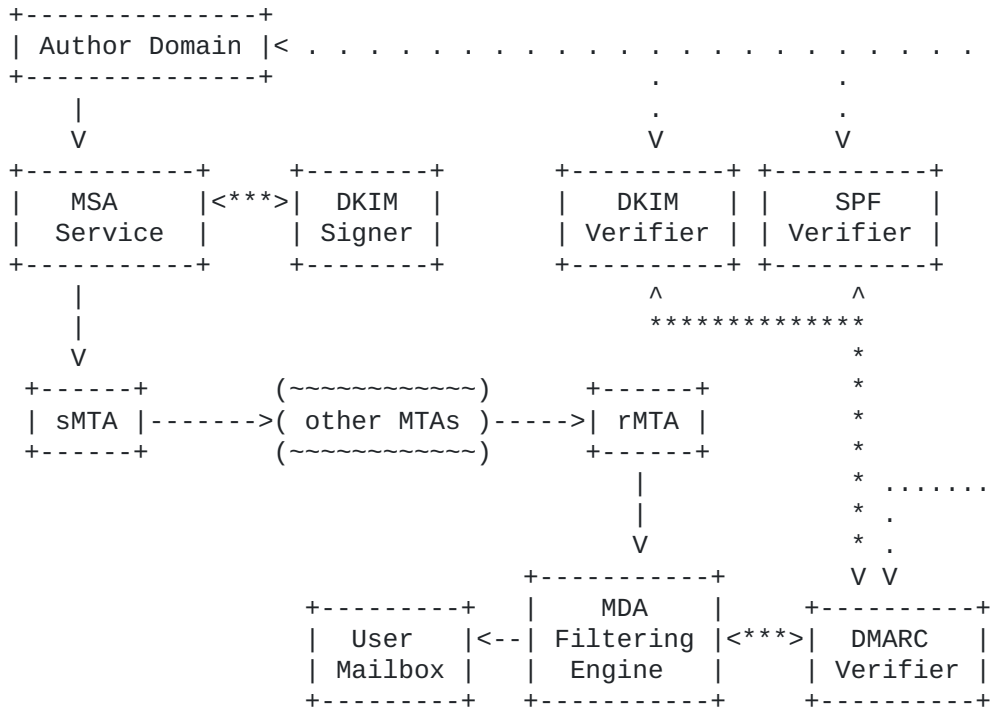 Author Domain
MSA Service
DKIM Signer
DKIM Verifier
SPF Verifier
sMTA
other MTAs
rMTA
User Mailbox
MDA Filtering Engine
DMARC Verifier